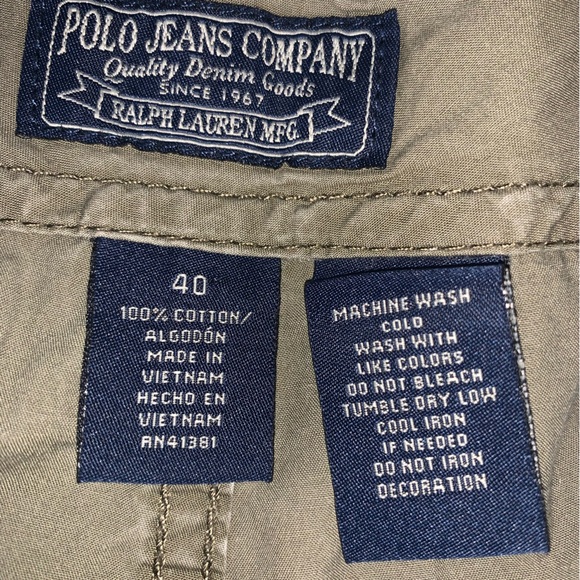 POLO JEANS COMPANY
Quality Denim Goods
SINCE 1967
RALPH LAUREN MFG.
40
100% COTTON/
ALGODÓN
MADE IN
VIETNAM
HECHO EN
VIETNAM
RN41381
MACHINE WASH
COLD
WASH WITH
LIKE COLORS
DO NOT BLEACH
TUMBLE DRY LOW
COOL IRON
IF NEEDED
DO NOT IRON
DECORATION